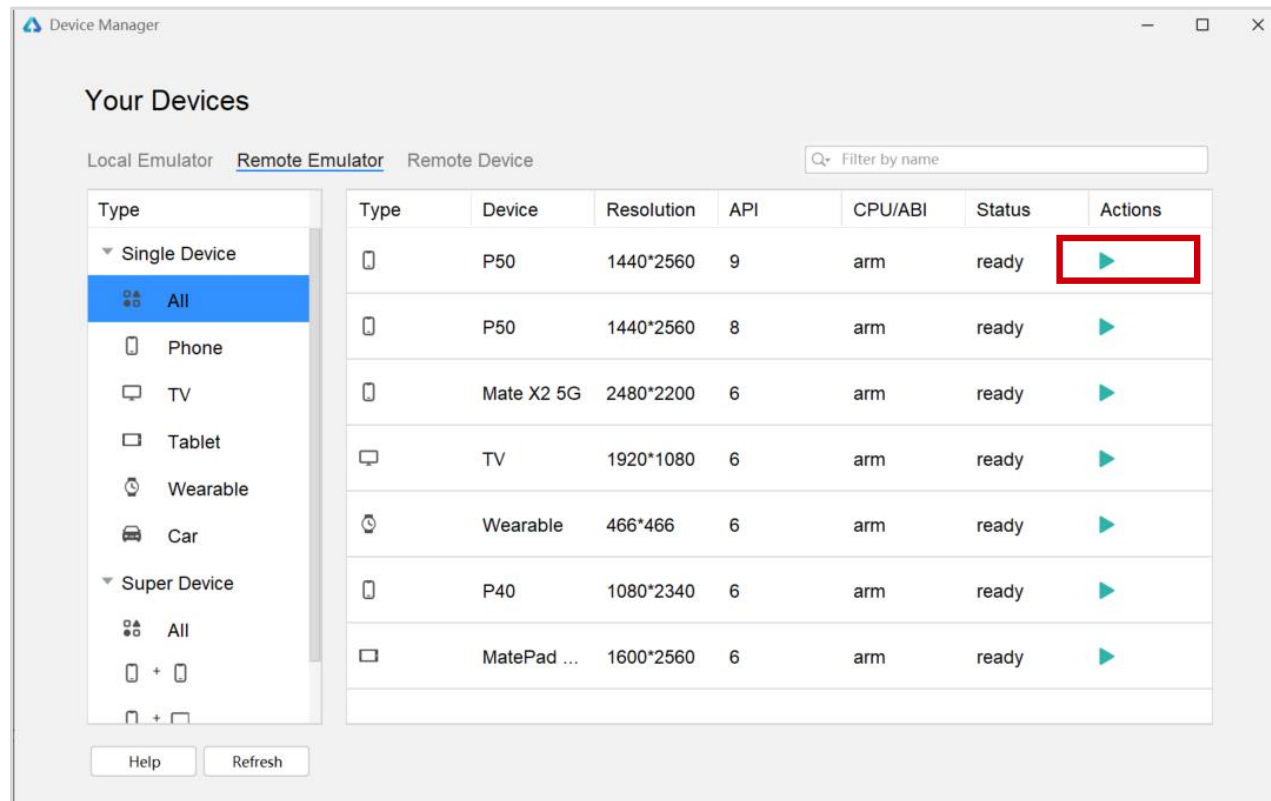 Device Manager
Your Devices
Local Emulator Remote Emulator Remote Device Filter by name
Type
Single Device
All
Phone
TV
Tablet
Wearable
Car
Super Device
All
+
+
Type Device Resolution API CPU/ABI Status Actions
P50 1440*2560 9 arm ready
P50 1440*2560 8 arm ready
Mate X2 5G 2480*2200 6 arm ready
TV 1920*1080 6 arm ready
Wearable 466*466 6 arm ready
P40 1080*2340 6 arm ready
MatePad ... 1600*2560 6 arm ready
Help Refresh